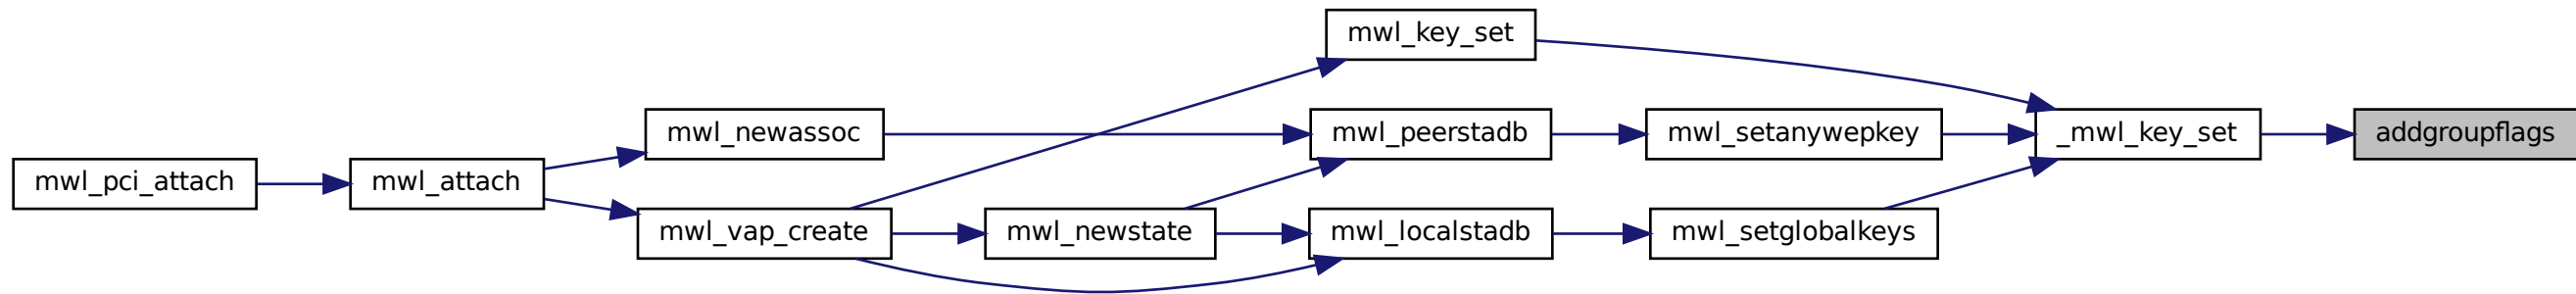 mwl_key_set
mwl_newassoc
mwl_peerstadb
mwl_setanywepkey
_mwl_key_set
addgroupflags
mwl_pci_attach
mwl_attach
mwl_vap_create
mwl_newstate
mwl_localstadb
mwl_setglobalkeys